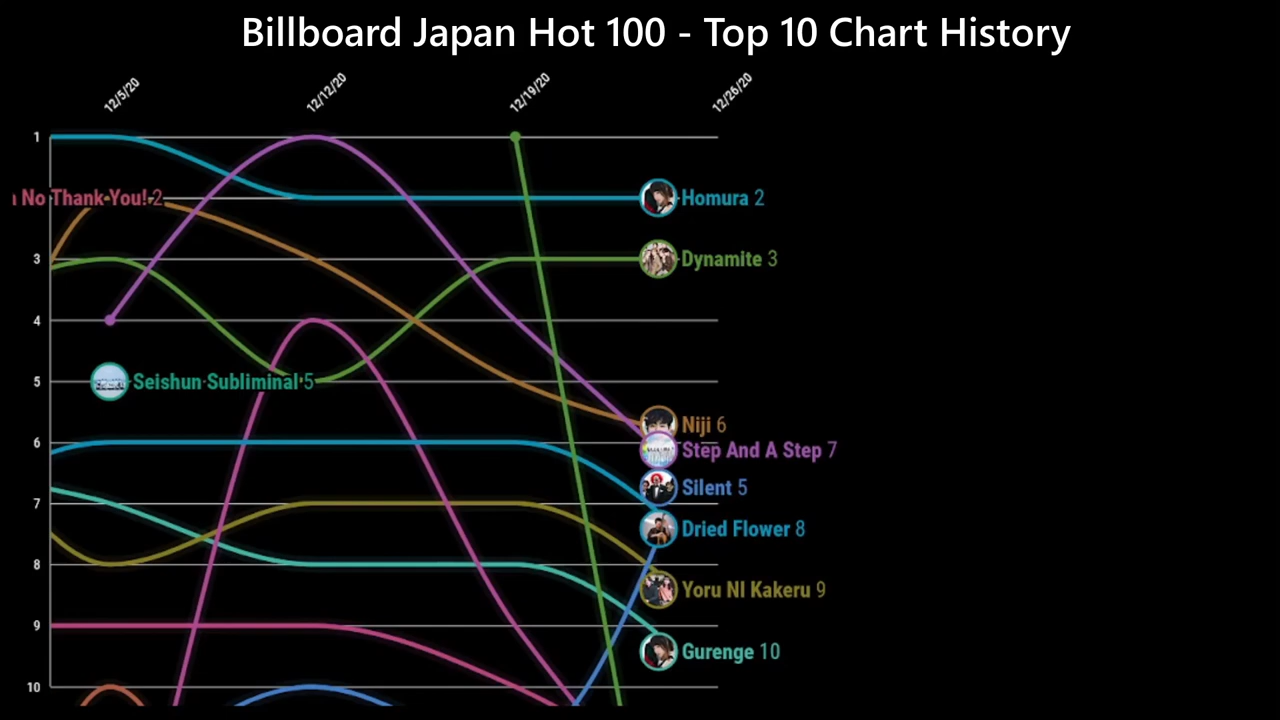 Billboard Japan Hot 100 - Top 10 Chart History
12/5/20
12/12/20
12/19/20
12/26/20
1
No Thank You! 2
Homura 2
3
Dynamite 3
4
5
Seishun Subliminal 5
Niji 6
6
Step And A Step 7
Silent 5
7
Dried Flower 8
8
Yoru NI Kakeru 9
9
Gurenge 10
10